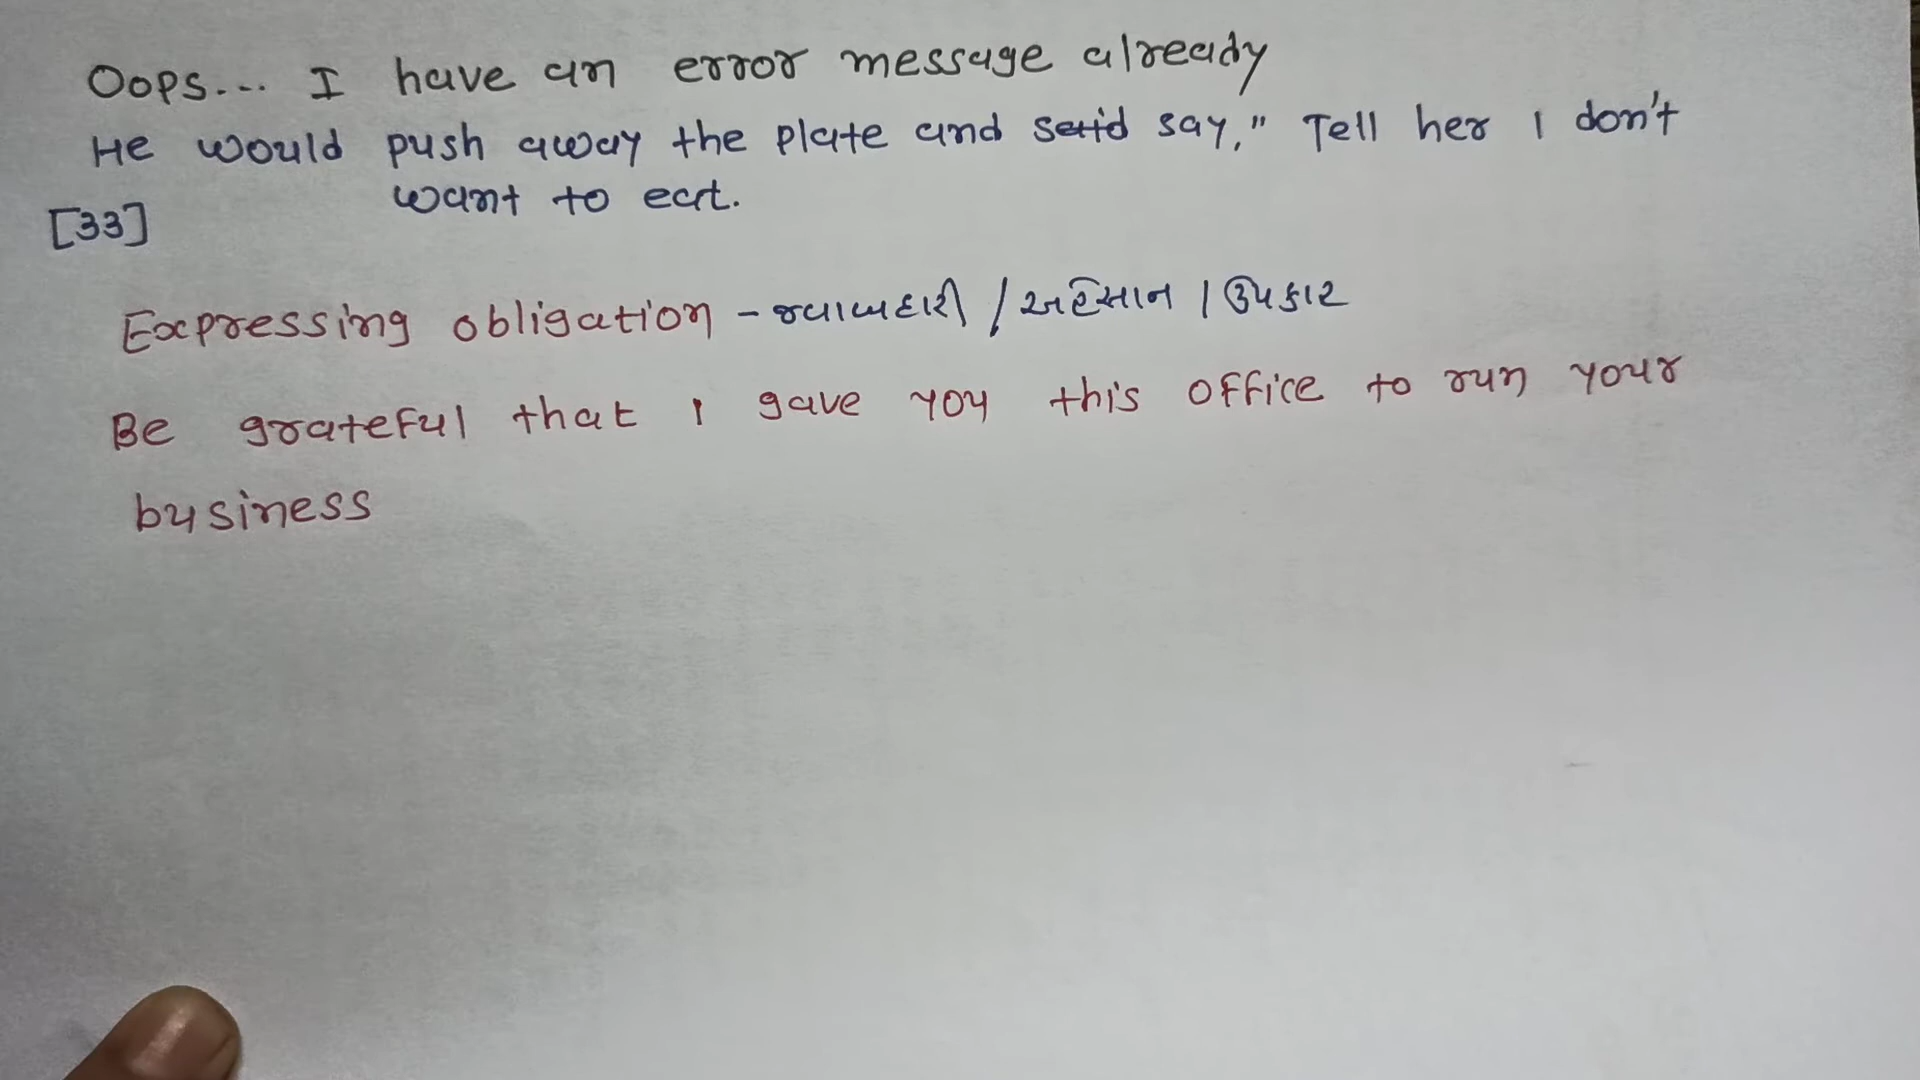 Oops... I have an error message already
He would push away the plate and said say," Tell her I don't
want to eat.
[33]
Expressing obligation - જવાબદારી / અહેસાન / ઉપકાર
Be grateful that I gave you this office to run your
business